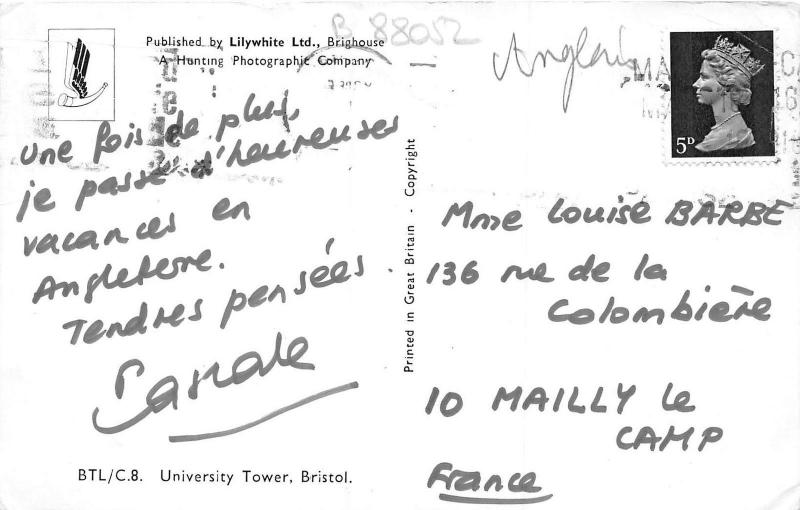 B 88052
Published by Lilywhite Ltd., Brighouse
A Hunting Photographic Company
Anglais
5D
Une fois de plus,
je passe d'heureuses
vacances en
Angleterre.
Tendres pensées.
Pascale
Printed in Great Britain - Copyright
Mme Louise BARBE
136 rue de la
Colombière
10 MAILLY le
CAMP
France
BTL/C.8. University Tower, Bristol.